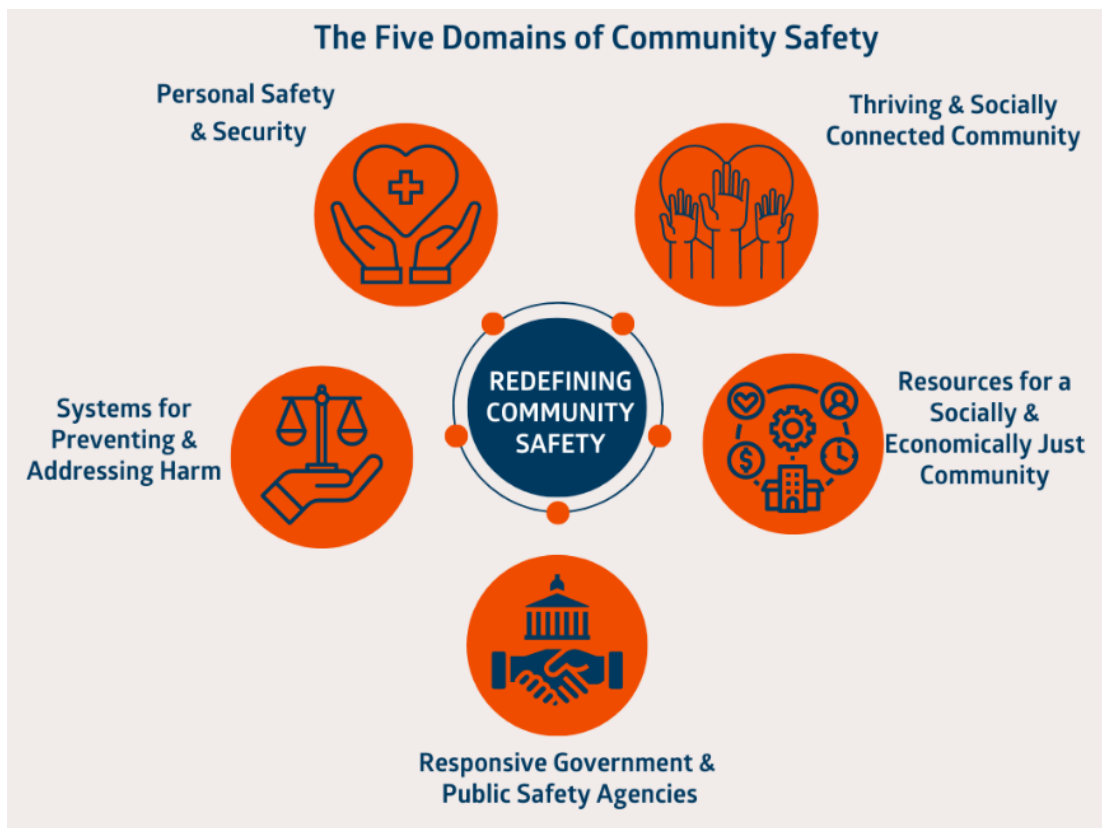 The Five Domains of Community Safety
Personal Safety
& Security
Thriving & Socially
Connected Community
REDEFINING
COMMUNITY
SAFETY
Systems for
Preventing &
Addressing Harm
Resources for a
Socially &
Economically Just
Community
$
Responsive Government &
Public Safety Agencies